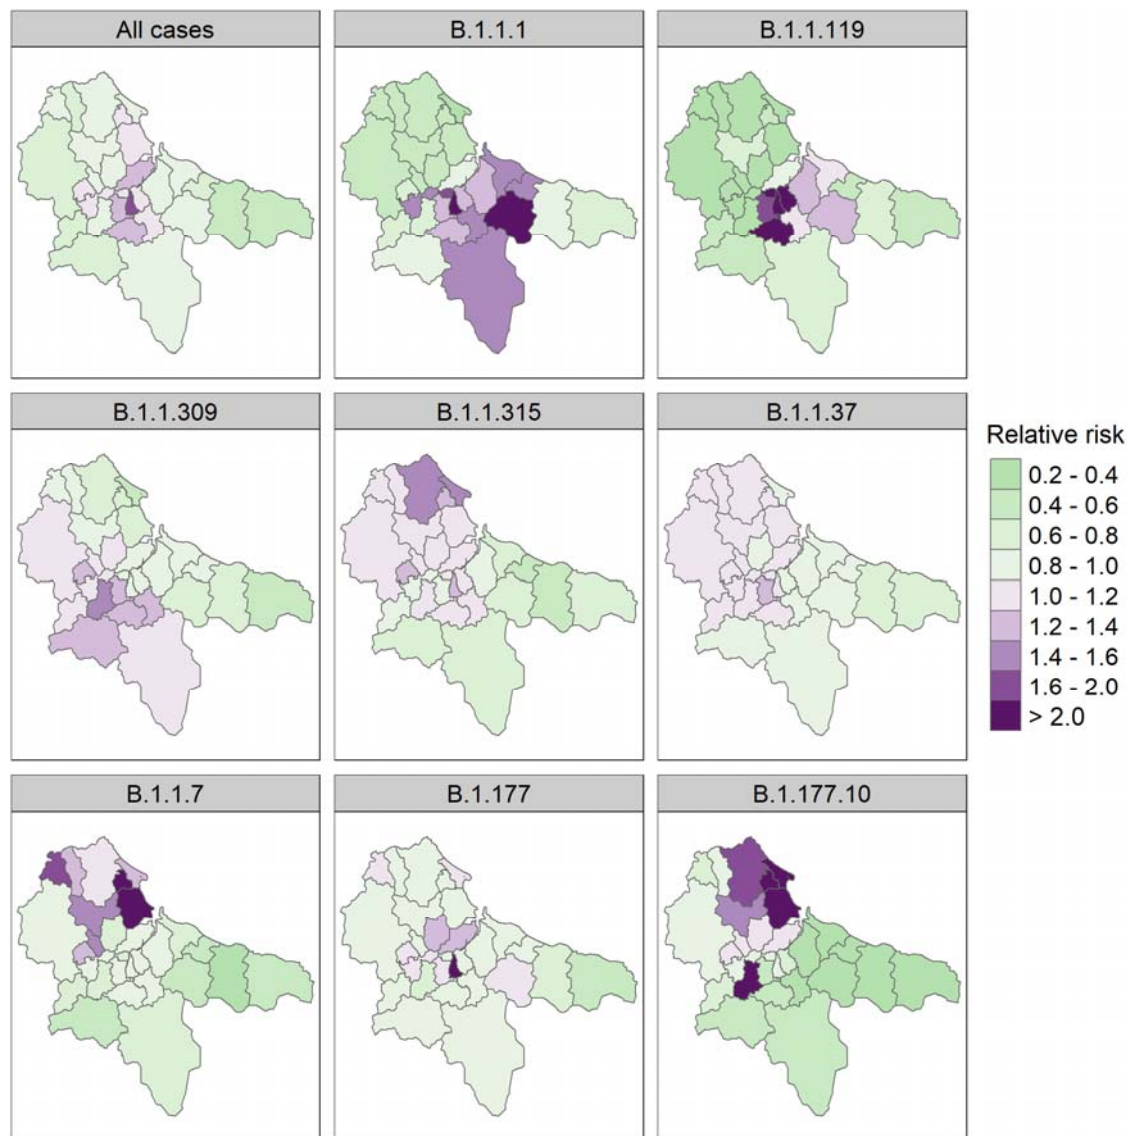 All cases
B.1.1.1
B.1.1.119
B.1.1.309
B.1.1.315
B.1.1.37
Relative risk
0.2 - 0.4
0.4 - 0.6
0.6 - 0.8
0.8 - 1.0
1.0 - 1.2
1.2 - 1.4
1.4 - 1.6
1.6 - 2.0
> 2.0
B.1.1.7
B.1.177
B.1.177.10